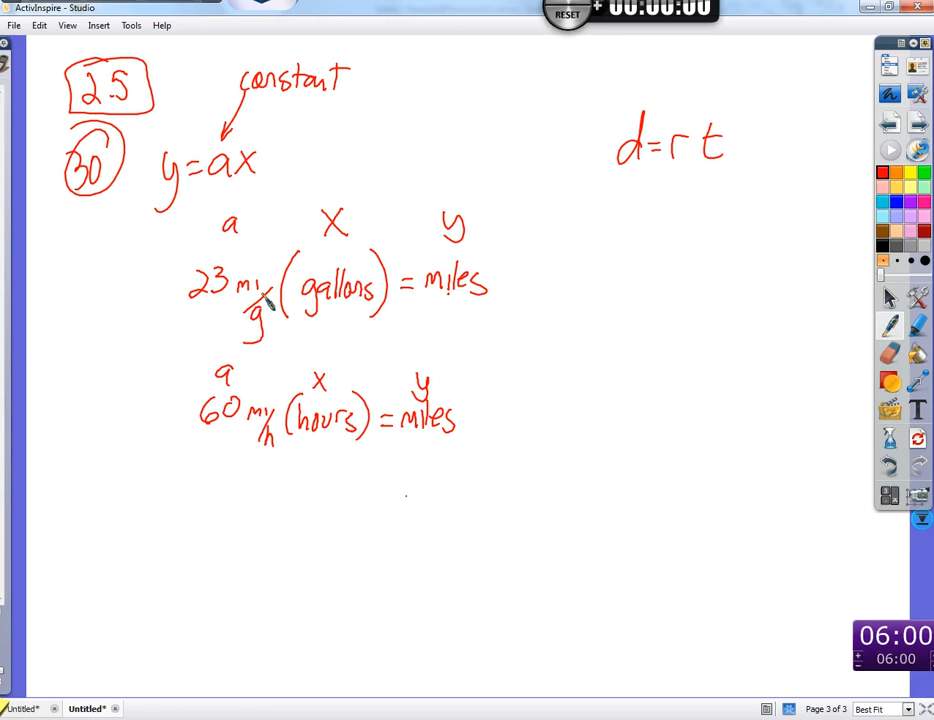 ActivInspire - Studio
File Edit View Insert Tools Help
RESET
+ 00:00:00
2.5
constant
30 y=ax
d=rt
a x y
23 mi/g (gallons) = miles
a x y
60 mi/h (hours) = miles
06:00
+ 06:00
Untitled* Untitled*
Page 3 of 3 Best Fit